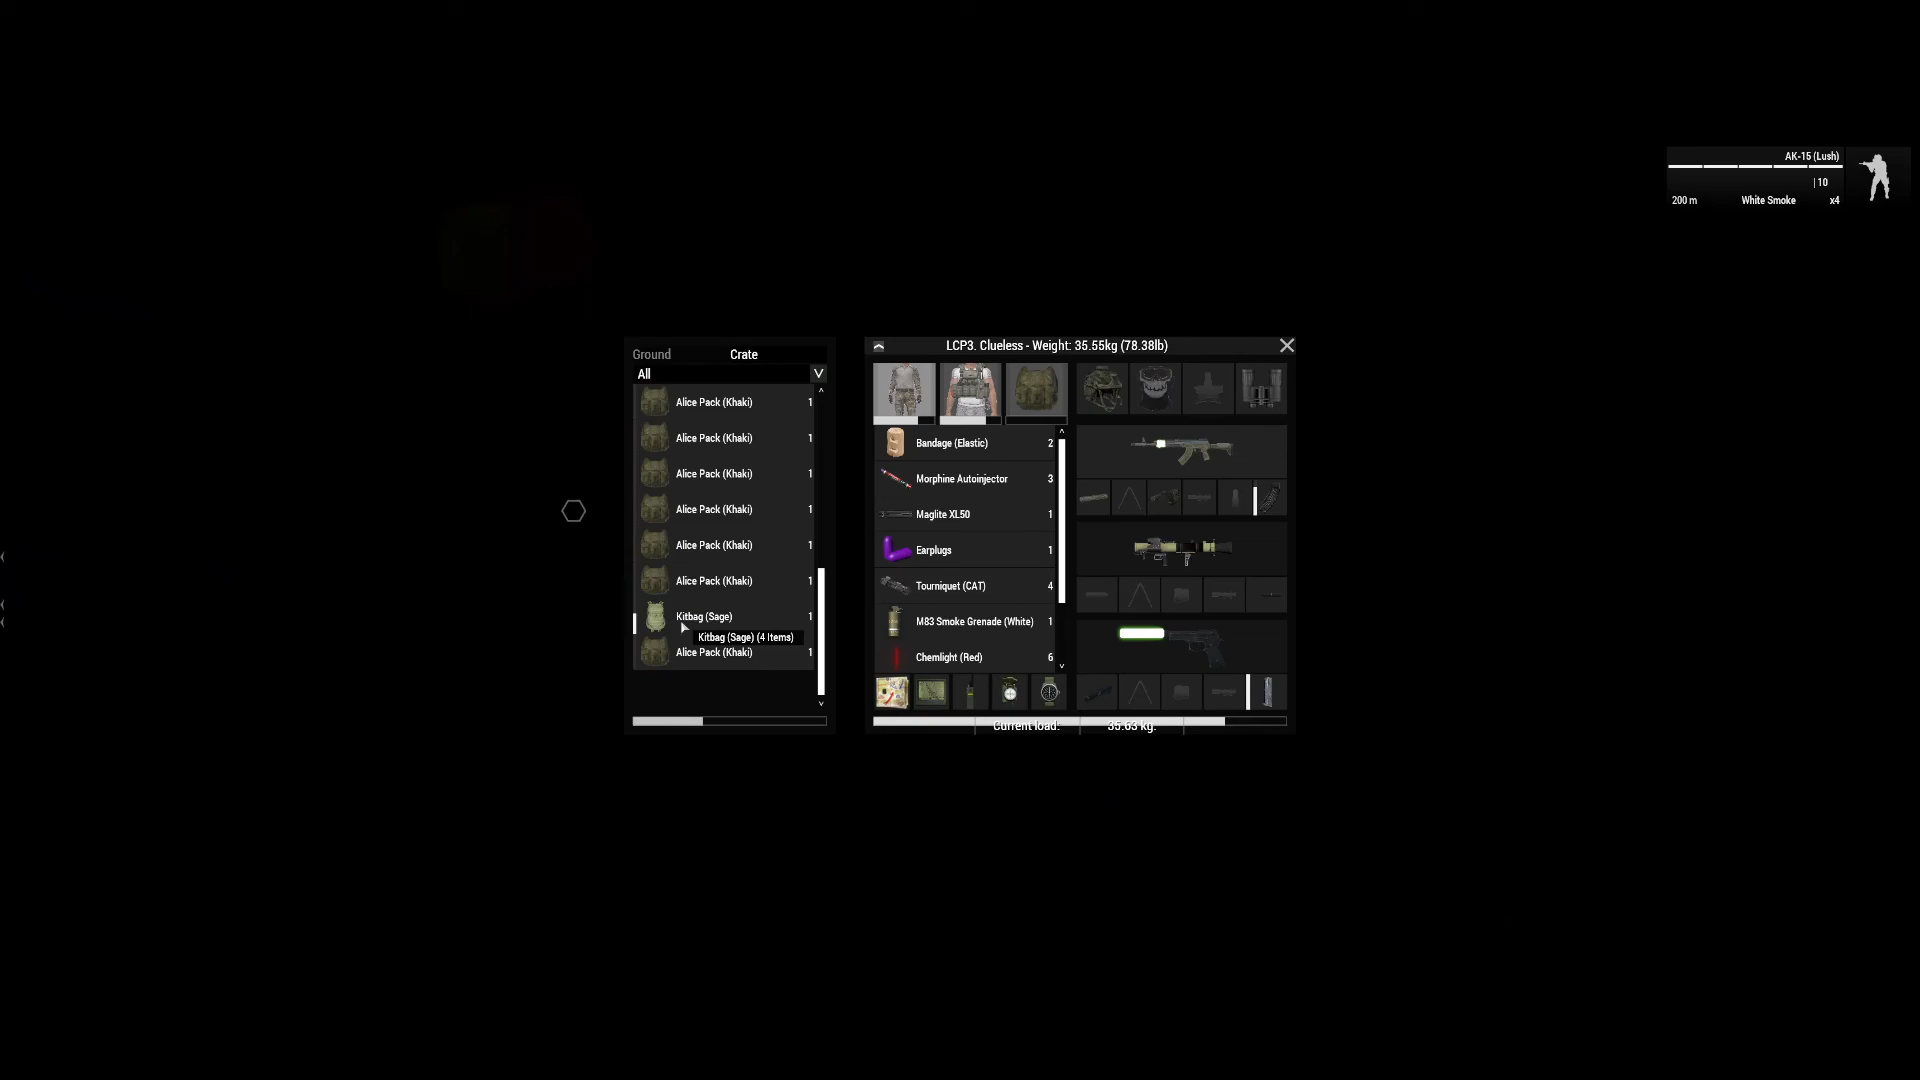 AK-15 (Lush)
| 10
200 m White Smoke x4
Ground Crate
All
Alice Pack (Khaki) 1
Alice Pack (Khaki) 1
Alice Pack (Khaki) 1
Alice Pack (Khaki) 1
Alice Pack (Khaki) 1
Alice Pack (Khaki) 1
Kitbag (Sage) 1
Kitbag (Sage) (4 Items)
Alice Pack (Khaki) 1
LCP3. Clueless - Weight: 35.55kg (78.38lb)
Bandage (Elastic) 2
Morphine Autoinjector 3
Maglite XL50 1
Earplugs 1
Tourniquet (CAT) 4
M83 Smoke Grenade (White) 1
Chemlight (Red) 6
Current load: 35.63 kg.